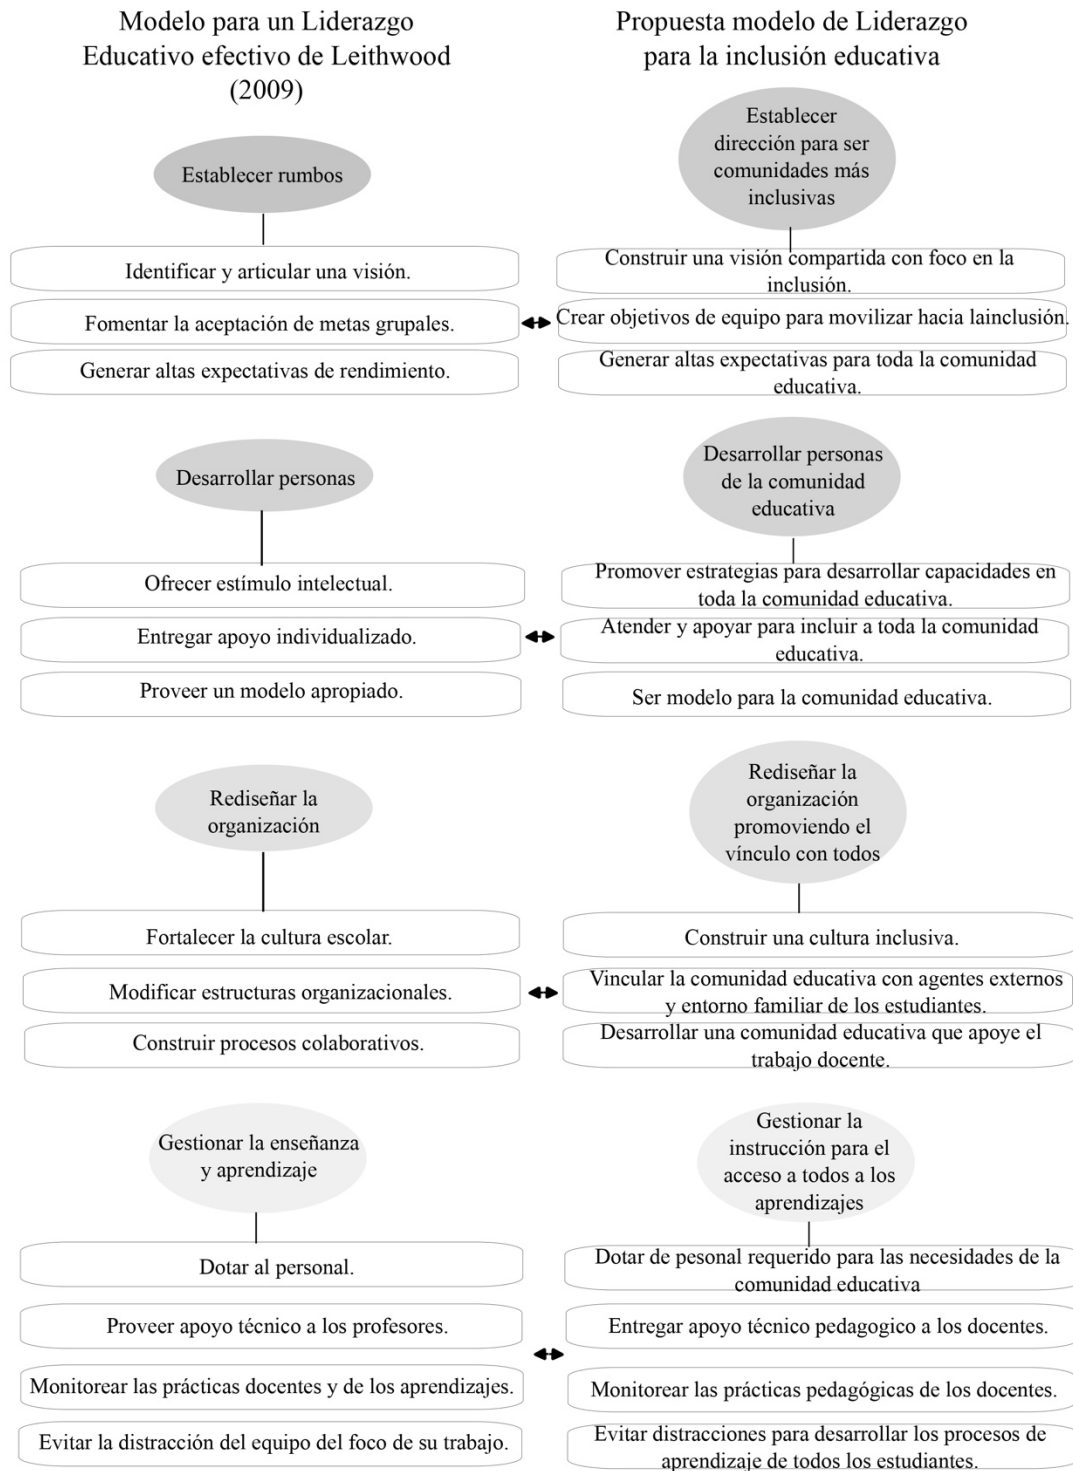 Modelo para un Liderazgo
Educativo efectivo de Leithwood
(2009)
Propuesta modelo de Liderazgo
para la inclusión educativa
Establecer rumbos
Identificar y articular una visión.
Fomentar la aceptación de metas grupales.
Generar altas expectativas de rendimiento.
Establecer
dirección para ser
comunidades más
inclusivas
Construir una visión compartida con foco en la
inclusión.
Crear objetivos de equipo para movilizar hacia lainclusión.
Generar altas expectativas para toda la comunidad
educativa.
Desarrollar personas
Ofrecer estímulo intelectual.
Entregar apoyo individualizado.
Proveer un modelo apropiado.
Desarrollar personas
de la comunidad
educativa
Promover estrategias para desarrollar capacidades en
toda la comunidad educativa.
Atender y apoyar para incluir a toda la comunidad
educativa.
Ser modelo para la comunidad educativa.
Rediseñar la
organización
Fortalecer la cultura escolar.
Modificar estructuras organizacionales.
Construir procesos colaborativos.
Rediseñar la
organización
promoviendo el
vínculo con todos
Construir una cultura inclusiva.
Vincular la comunidad educativa con agentes externos
y entorno familiar de los estudiantes.
Desarrollar una comunidad educativa que apoye el
trabajo docente.
Gestionar la enseñanza
y aprendizaje
Dotar al personal.
Proveer apoyo técnico a los profesores.
Monitorear las prácticas docentes y de los aprendizajes.
Evitar la distracción del equipo del foco de su trabajo.
Gestionar la
instrucción para el
acceso a todos a los
aprendizajes
Dotar de pesonal requerido para las necesidades de la
comunidad educativa
Entregar apoyo técnico pedagogico a los docentes.
Monitorear las prácticas pedagógicas de los docentes.
Evitar distracciones para desarrollar los procesos de
aprendizaje de todos los estudiantes.